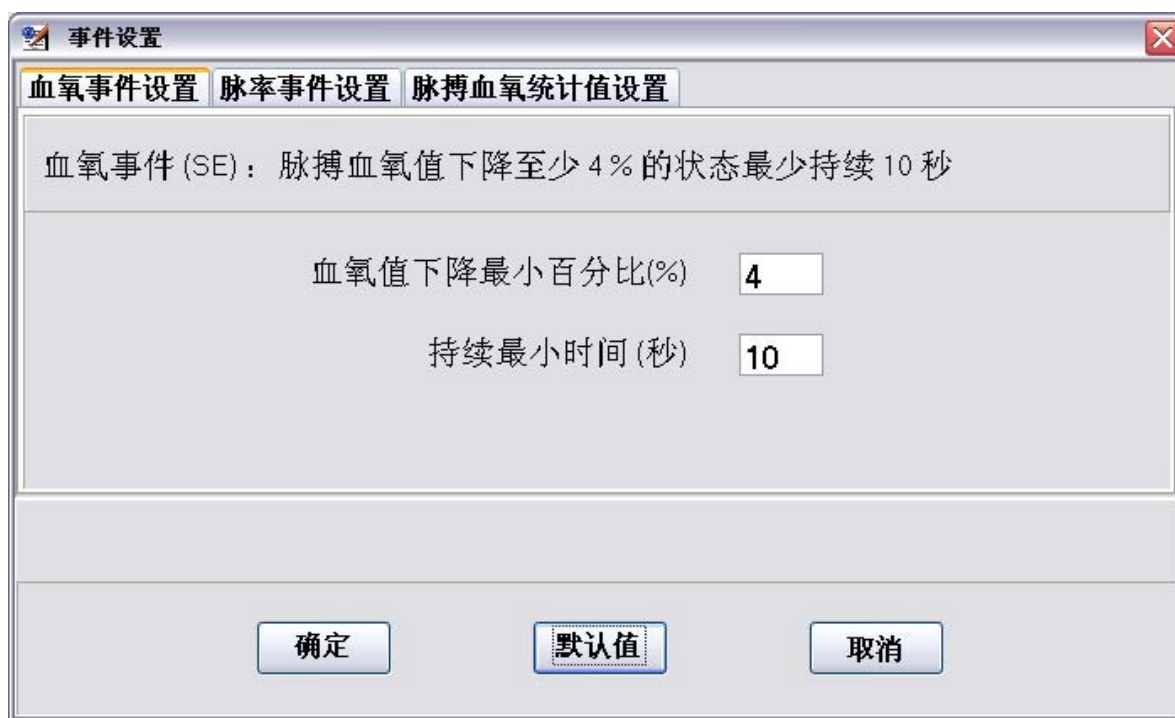 事件设置
血氧事件设置 脉率事件设置 脉搏血氧统计值设置
血氧事件(SE)：脉搏血氧值下降至少4%的状态最少持续10秒
血氧值下降最小百分比(%) 4
持续最小时间(秒) 10
确定 默认值 取消